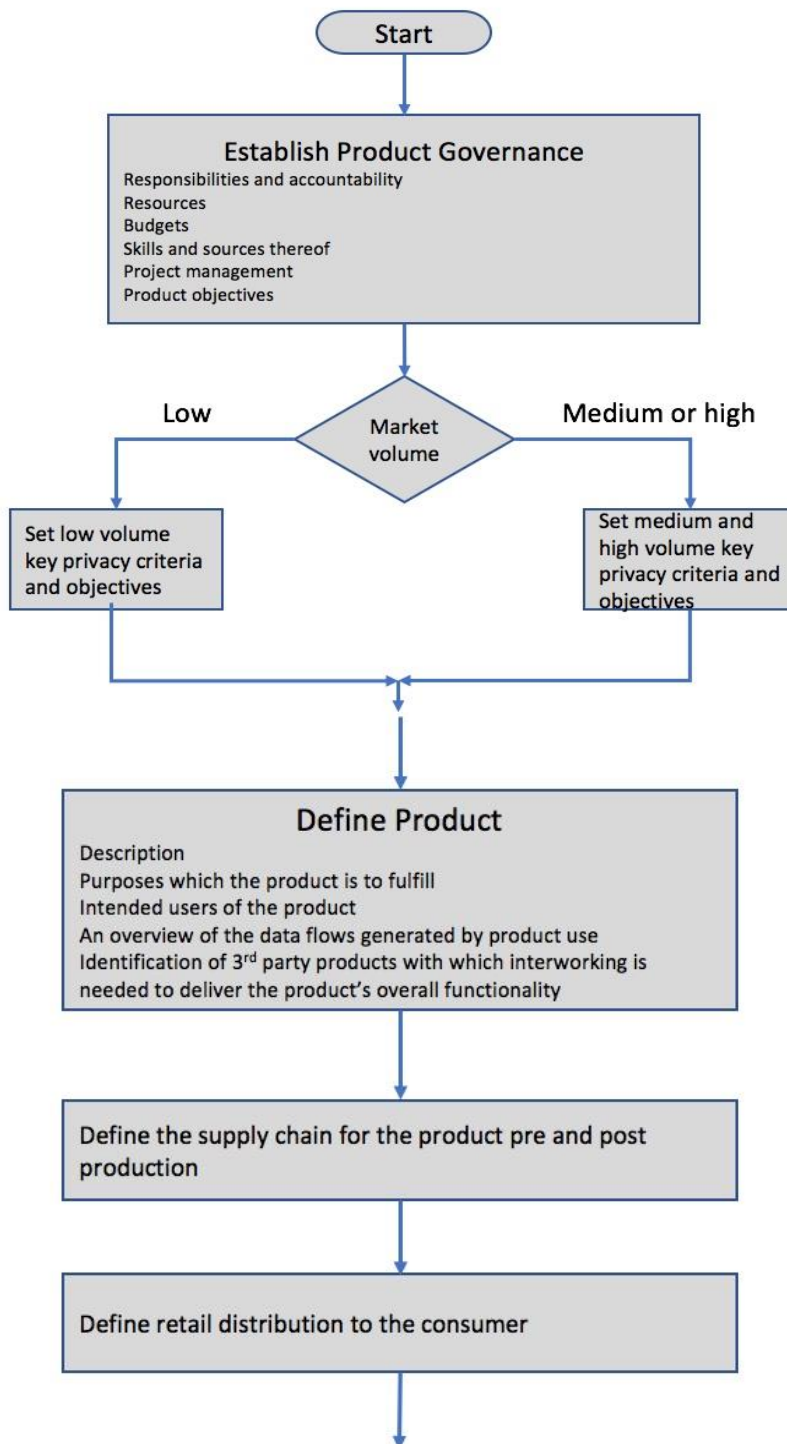 Start
Establish Product Governance
Responsibilities and accountability
Resources
Budgets
Skills and sources thereof
Project management
Product objectives
Low
Medium or high
Market
volume
Set low volume
key privacy criteria
and objectives
Set medium and
high volume key
privacy criteria and
objectives
Define Product
Description
Purposes which the product is to fulfill
Intended users of the product
An overview of the data flows generated by product use
Identification of 3rd party products with which interworking is
needed to deliver the product's overall functionality
Define the supply chain for the product pre and post
production
Define retail distribution to the consumer